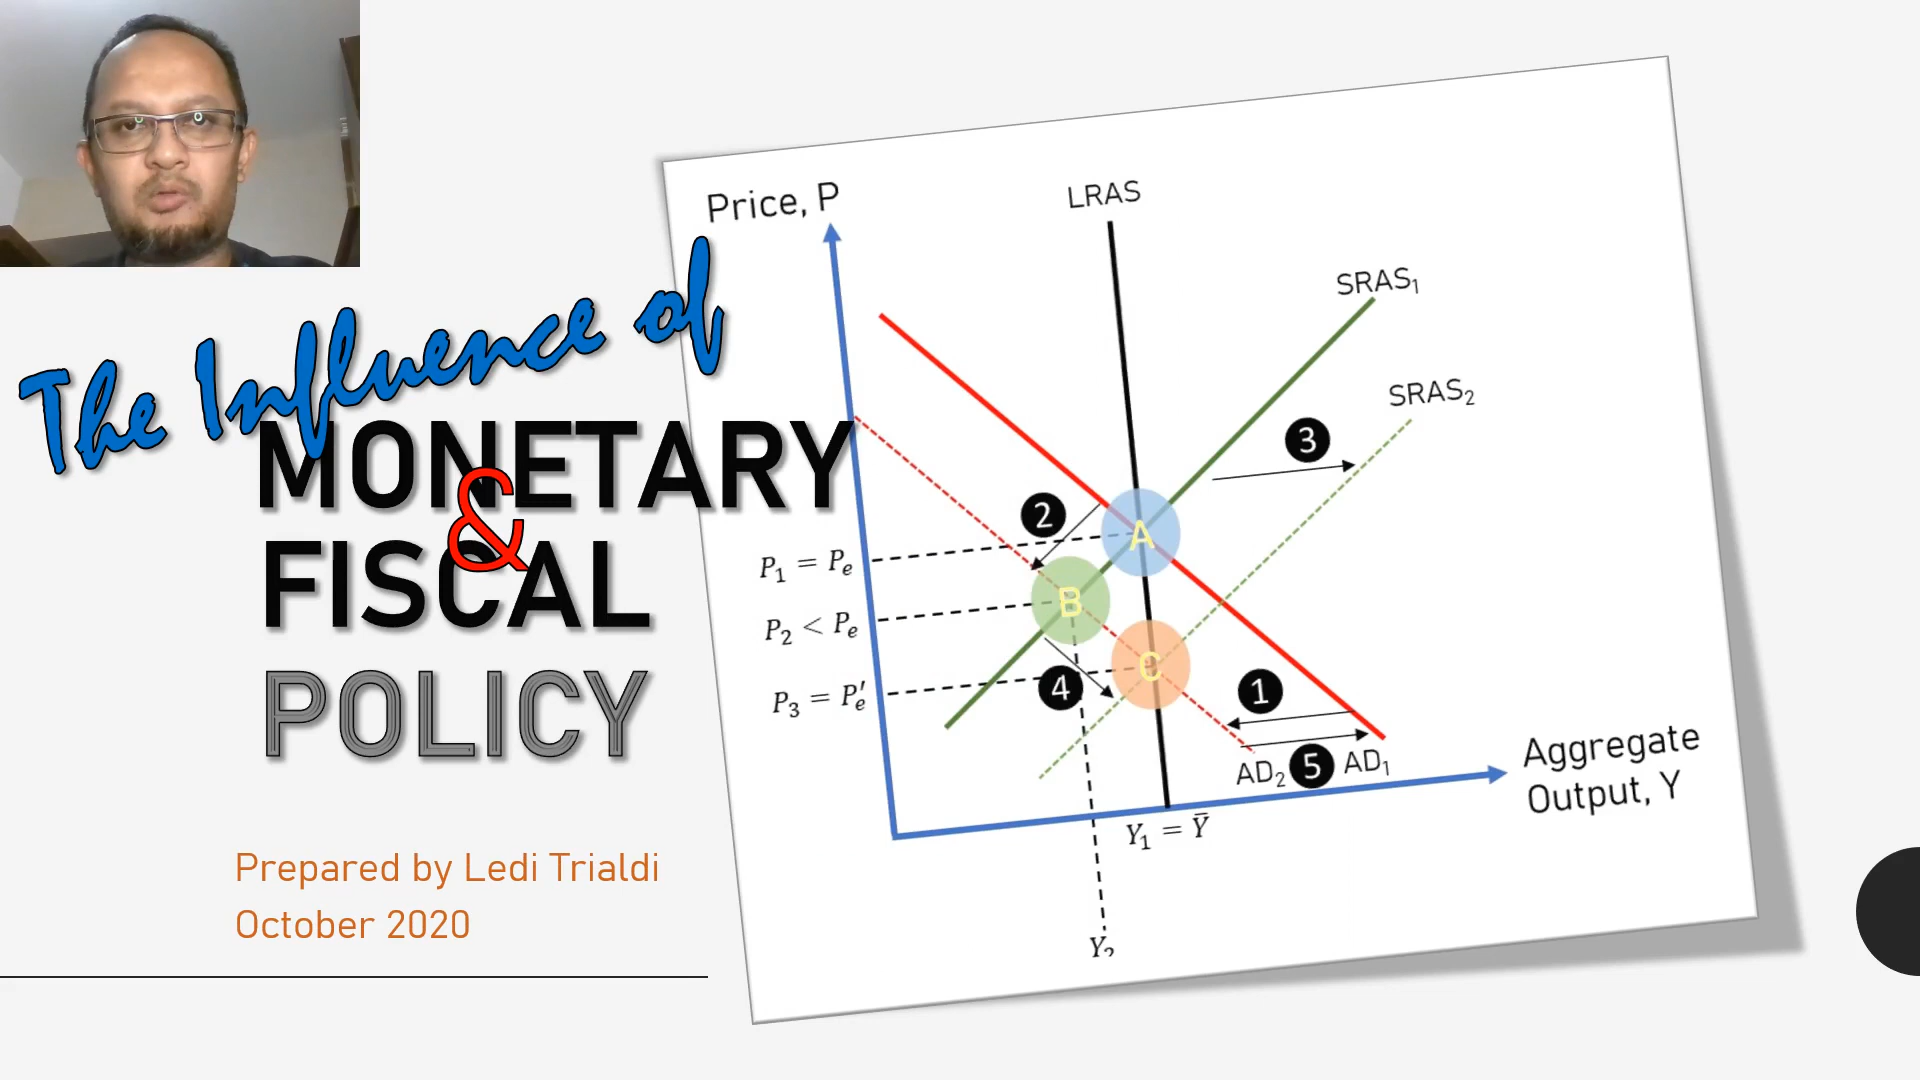 The Influence of
MONETARY
&
FISCAL
POLICY
Prepared by Ledi Trialdi
October 2020
Price, P
LRAS
SRAS₁
SRAS₂
3
2
A
P₁ = Pₑ
B
P₂ < Pₑ
C
4
P₃ = P′ₑ
1
AD₂ 5 AD₁
Aggregate
Output, Y
Y₁ = Ȳ
Y₂